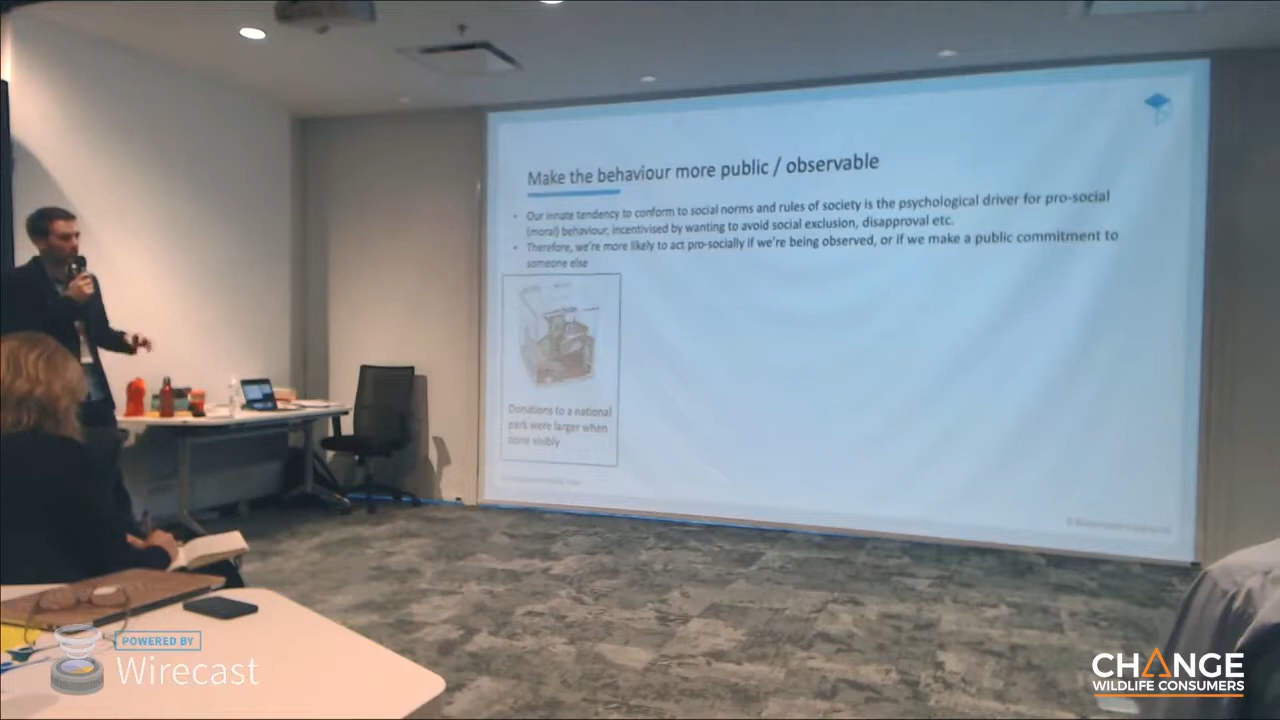 Make the behaviour more public / observable
• Our innate tendency to conform to social norms and rules of society is the psychological driver for pro-social
(moral) behaviour, incentivised by wanting to avoid social exclusion, disapproval etc.
• Therefore, we're more likely to act pro-socially if we're being observed, or if we make a public commitment to
someone else
Donations to a national
park were larger when
done visibly
POWERED BY
Wirecast
CHANGE
WILDLIFE CONSUMERS